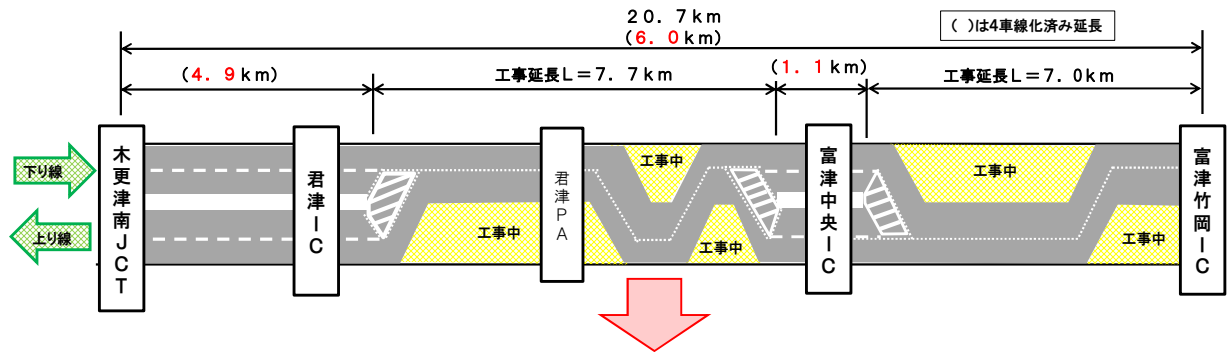 20.7km
(6.0km)
( )は4車線化済み延長
(4.9km)
工事延長L=7.7km
(1.1km)
工事延長L=7.0km
下り線
上り線
木更津南JCT
君津IC
君津PA
富津中央IC
富津竹岡IC
工事中
工事中
工事中
工事中
工事中